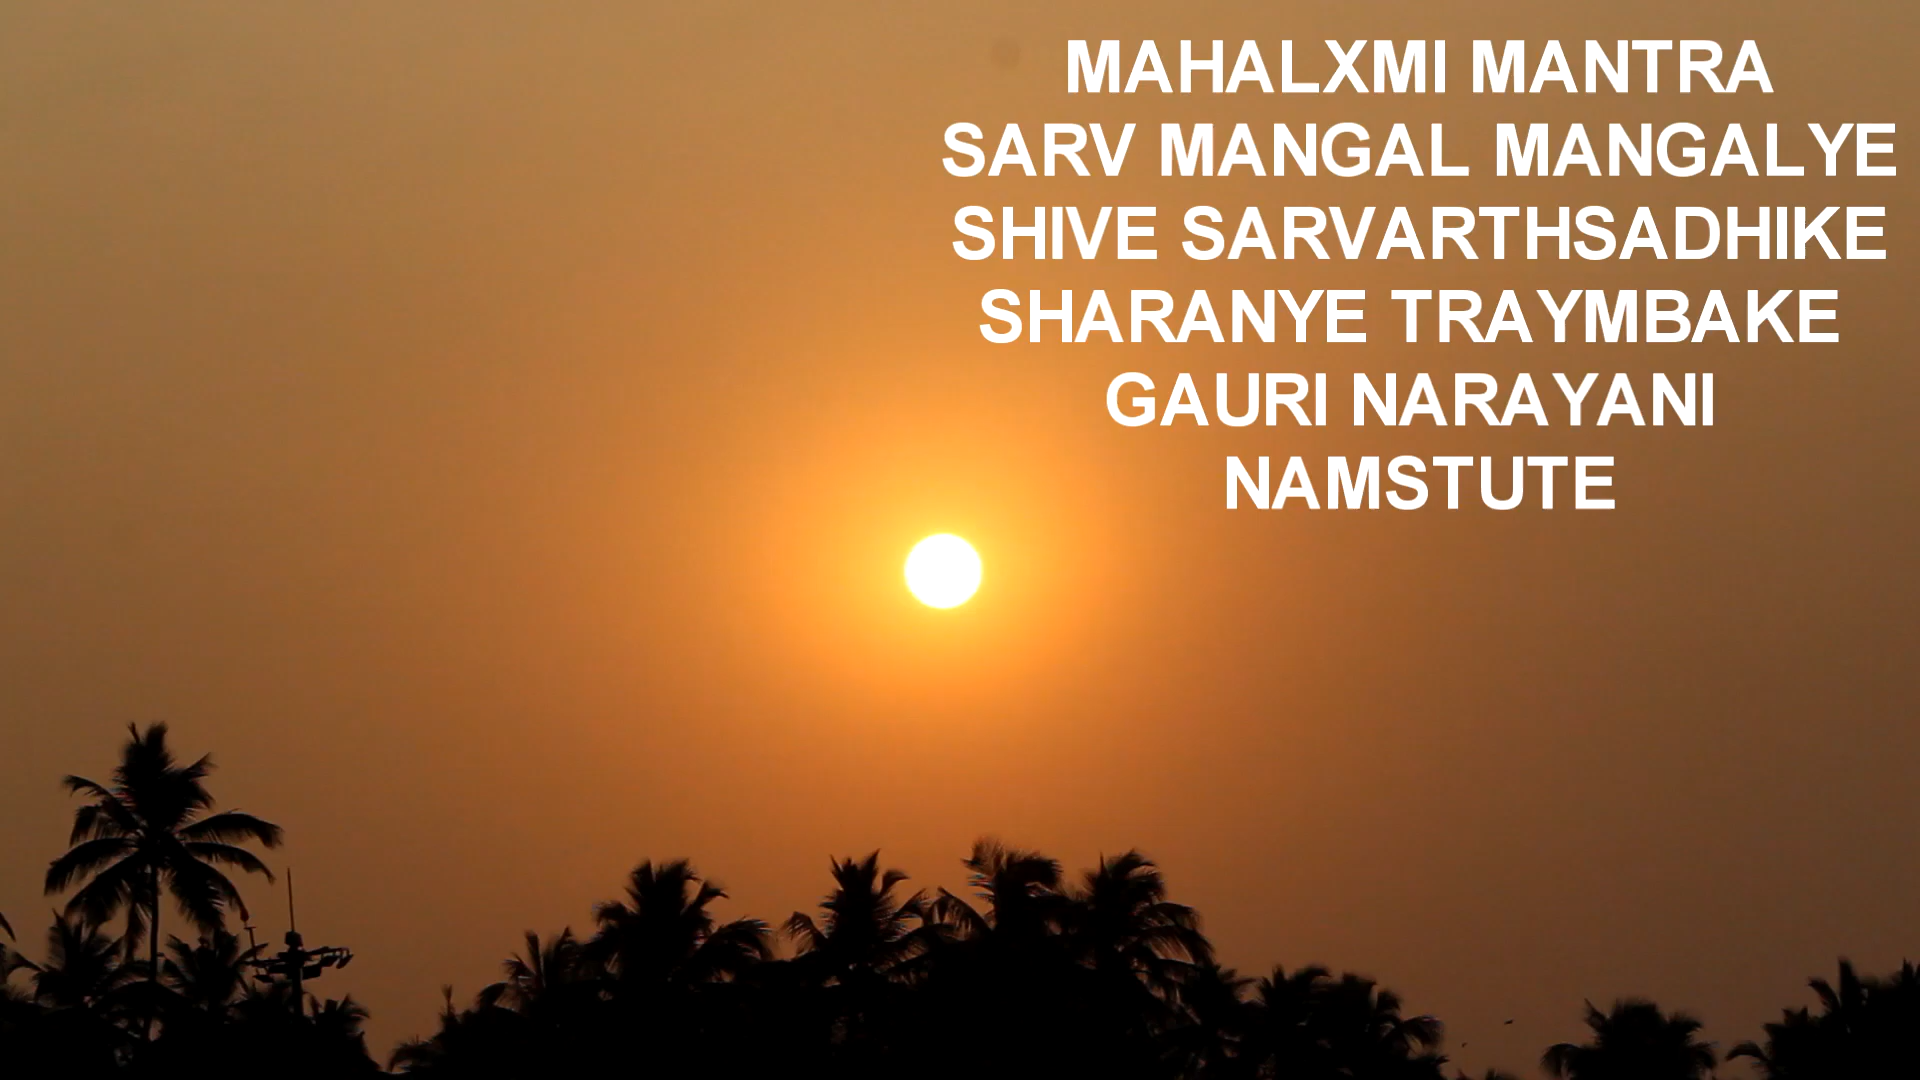 MAHALXMI MANTRA
SARV MANGAL MANGALYE
SHIVE SARVARTHSADHIKE
SHARANYE TRAYMBAKE
GAURI NARAYANI
NAMSTUTE